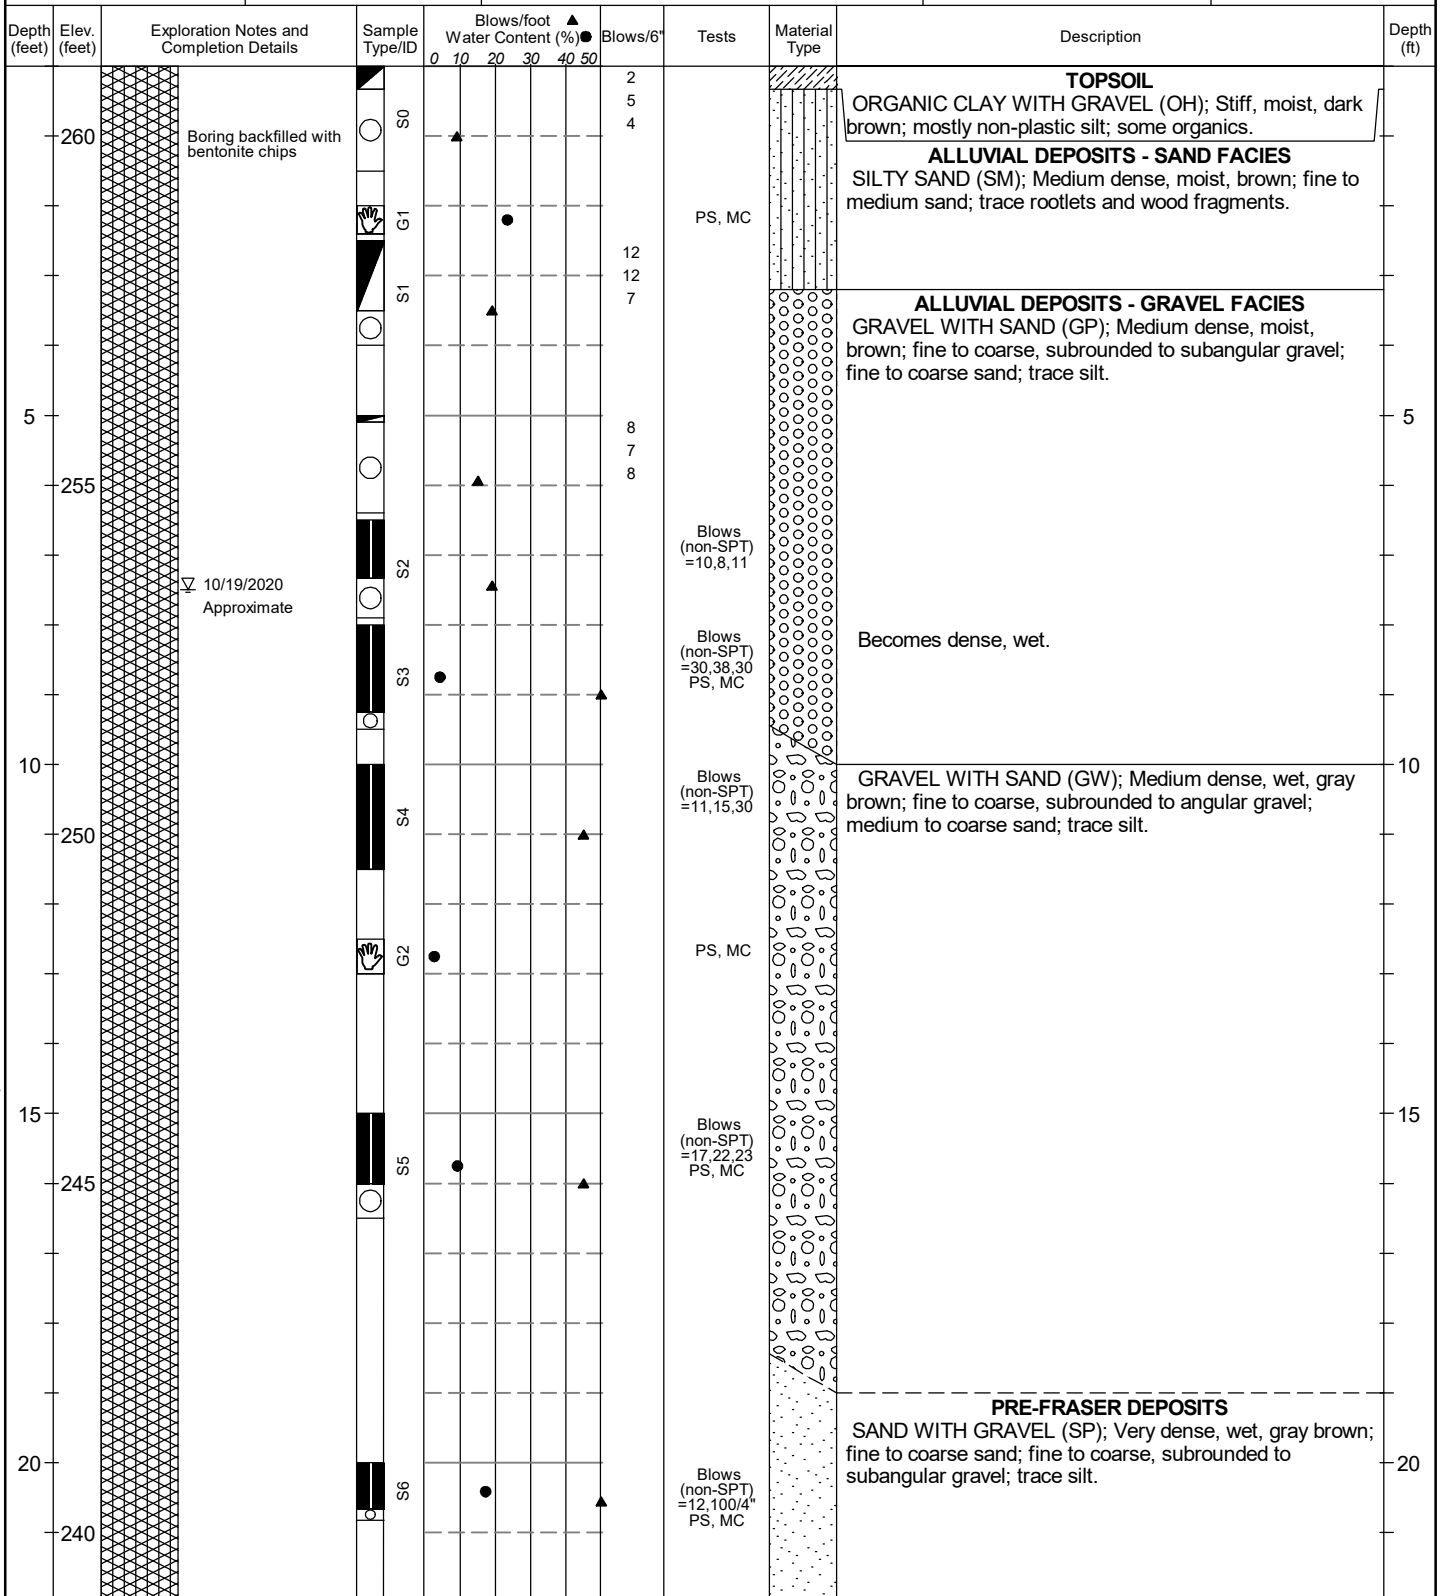 Depth
(feet)
Elev.
(feet)
Exploration Notes and
Completion Details
Sample
Type/ID
Blows/foot ▲
Water Content (%)●
0 10 20 30 40 50
Blows/6"
Tests
Material
Type
Description
Depth
(ft)
2
5
4
S0
TOPSOIL
ORGANIC CLAY WITH GRAVEL (OH); Stiff, moist, dark
brown; mostly non-plastic silt; some organics.
260
Boring backfilled with
bentonite chips
ALLUVIAL DEPOSITS - SAND FACIES
SILTY SAND (SM); Medium dense, moist, brown; fine to
medium sand; trace rootlets and wood fragments.
G1
PS, MC
12
12
7
S1
ALLUVIAL DEPOSITS - GRAVEL FACIES
GRAVEL WITH SAND (GP); Medium dense, moist,
brown; fine to coarse, subrounded to subangular gravel;
fine to coarse sand; trace silt.
5
5
8
7
8
255
S2
Blows
(non-SPT)
=10,8,11
10/19/2020
Approximate
S3
Blows
(non-SPT)
=30,38,30
PS, MC
Becomes dense, wet.
10
10
S4
Blows
(non-SPT)
=11,15,30
GRAVEL WITH SAND (GW); Medium dense, wet, gray
brown; fine to coarse, subrounded to angular gravel;
medium to coarse sand; trace silt.
250
G2
PS, MC
15
15
S5
Blows
(non-SPT)
=17,22,23
PS, MC
245
PRE-FRASER DEPOSITS
SAND WITH GRAVEL (SP); Very dense, wet, gray brown;
fine to coarse sand; fine to coarse, subrounded to
subangular gravel; trace silt.
20
20
S6
Blows
(non-SPT)
=12,100/4"
PS, MC
240